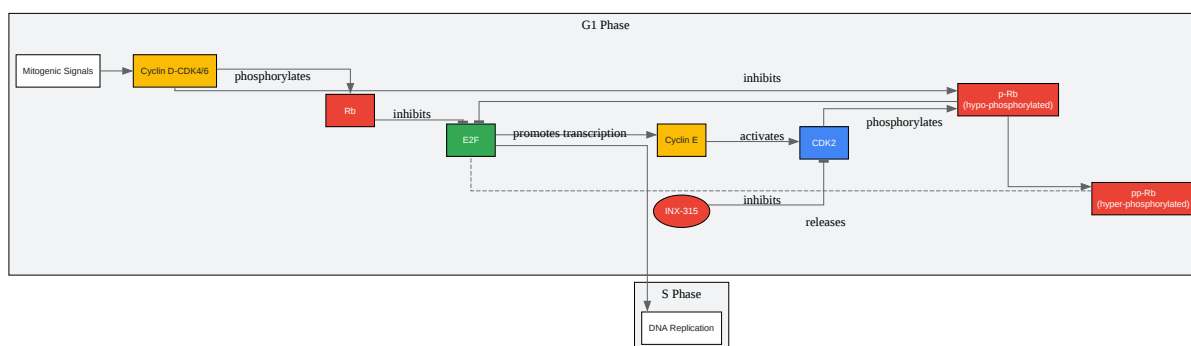 G1 Phase
Mitogenic Signals
Cyclin D-CDK4/6
phosphorylates
inhibits
p-Rb
(hypo-phosphorylated)
Rb
inhibits
phosphorylates
E2F
promotes transcription
Cyclin E
activates
CDK2
pp-Rb
(hyper-phosphorylated)
INX-315
inhibits
releases
S Phase
DNA Replication